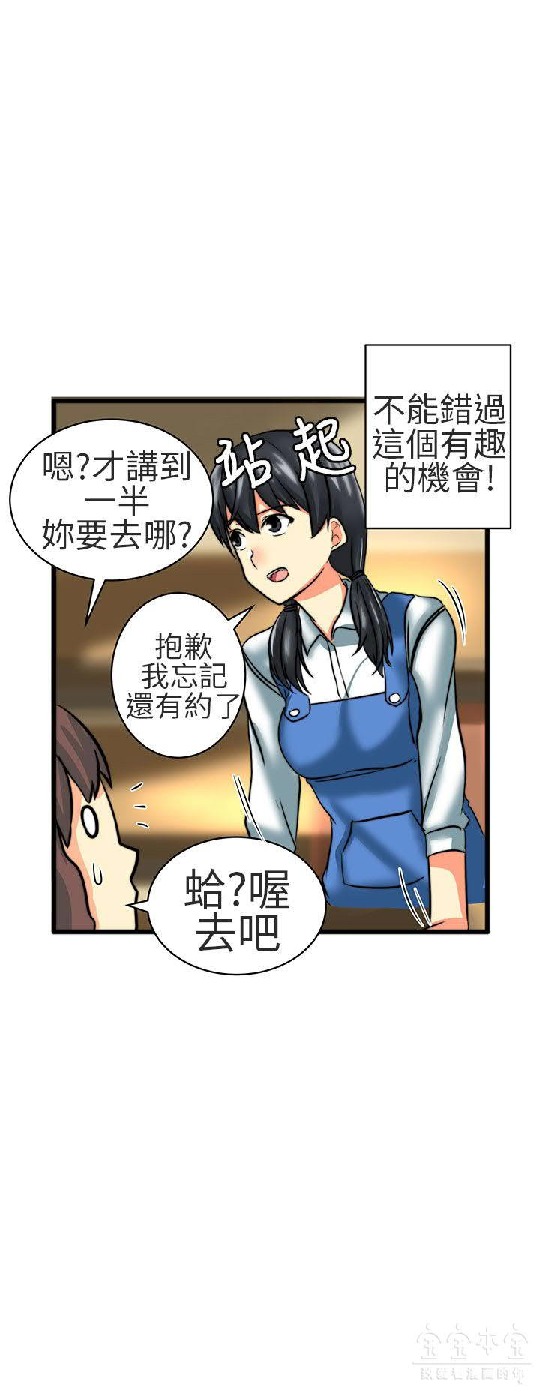 不能錯過
這個有趣
的機會!
站起
嗯?才講到
一半
妳要去哪?
抱歉
我忘記
還有約了
蛤?喔
去吧